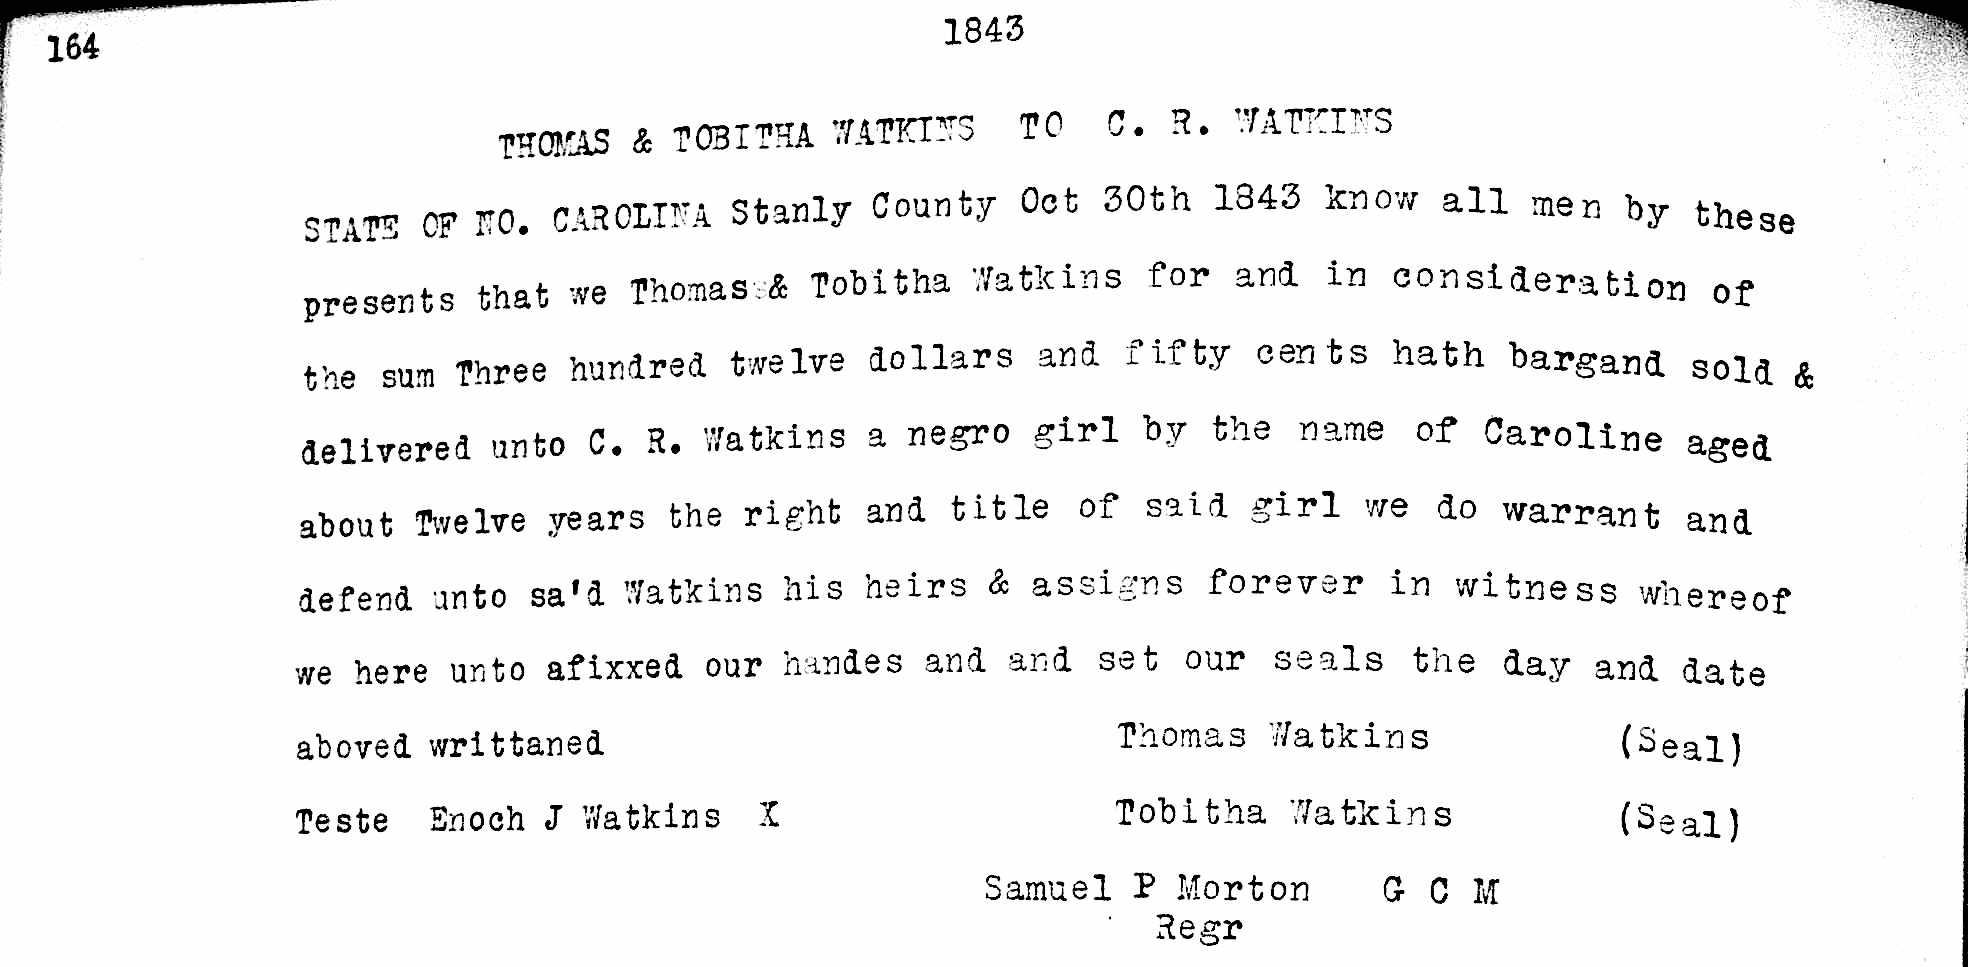 164
1843
THOMAS & TOBITHA WATKINS TO C. R. WATKINS
STATE OF NO. CAROLINA Stanly County Oct 30th 1843 know all men by these
presents that we Thomas & Tobitha Watkins for and in consideration of
the sum Three hundred twelve dollars and fifty cents hath bargand sold &
delivered unto C. R. Watkins a negro girl by the name of Caroline aged
about Twelve years the right and title of said girl we do warrant and
defend unto sa'd Watkins his heirs & assigns forever in witness whereof
we here unto afixxed our handes and and set our seals the day and date
aboved writtaned Thomas Watkins (Seal)
Teste Enoch J Watkins X Tobitha Watkins (Seal)
Samuel P Morton G C M
Regr